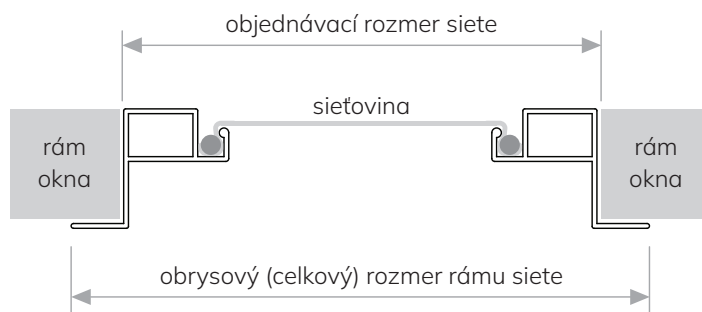 objednávací rozmer siete
sieťovina
rám
okna
rám
okna
obrysový (celkový) rozmer rámu siete